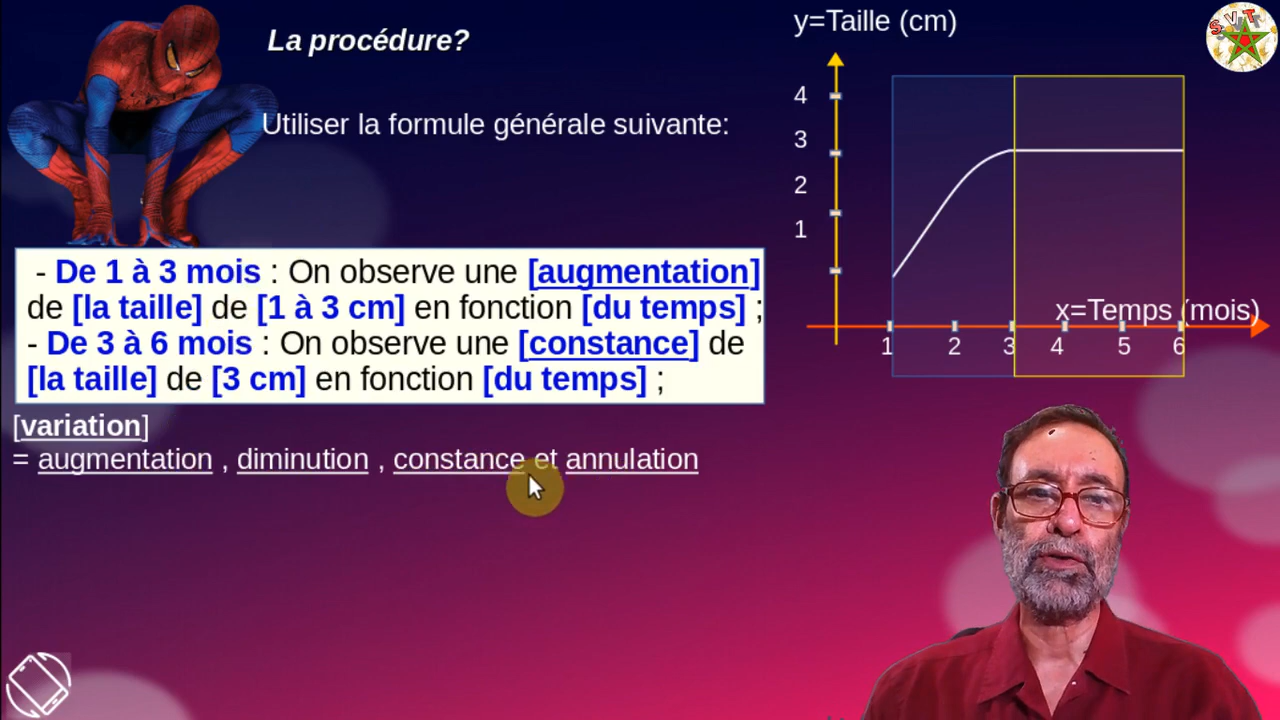 La procédure?
Utiliser la formule générale suivante:
- De 1 à 3 mois : On observe une [augmentation]
de [la taille] de [1 à 3 cm] en fonction [du temps] ;
- De 3 à 6 mois : On observe une [constance] de
[la taille] de [3 cm] en fonction [du temps] ;
[variation]
= augmentation , diminution , constance et annulation
y=Taille (cm)
4
3
2
1
x=Temps (mois)
1 2 3 4 5 6
SVT